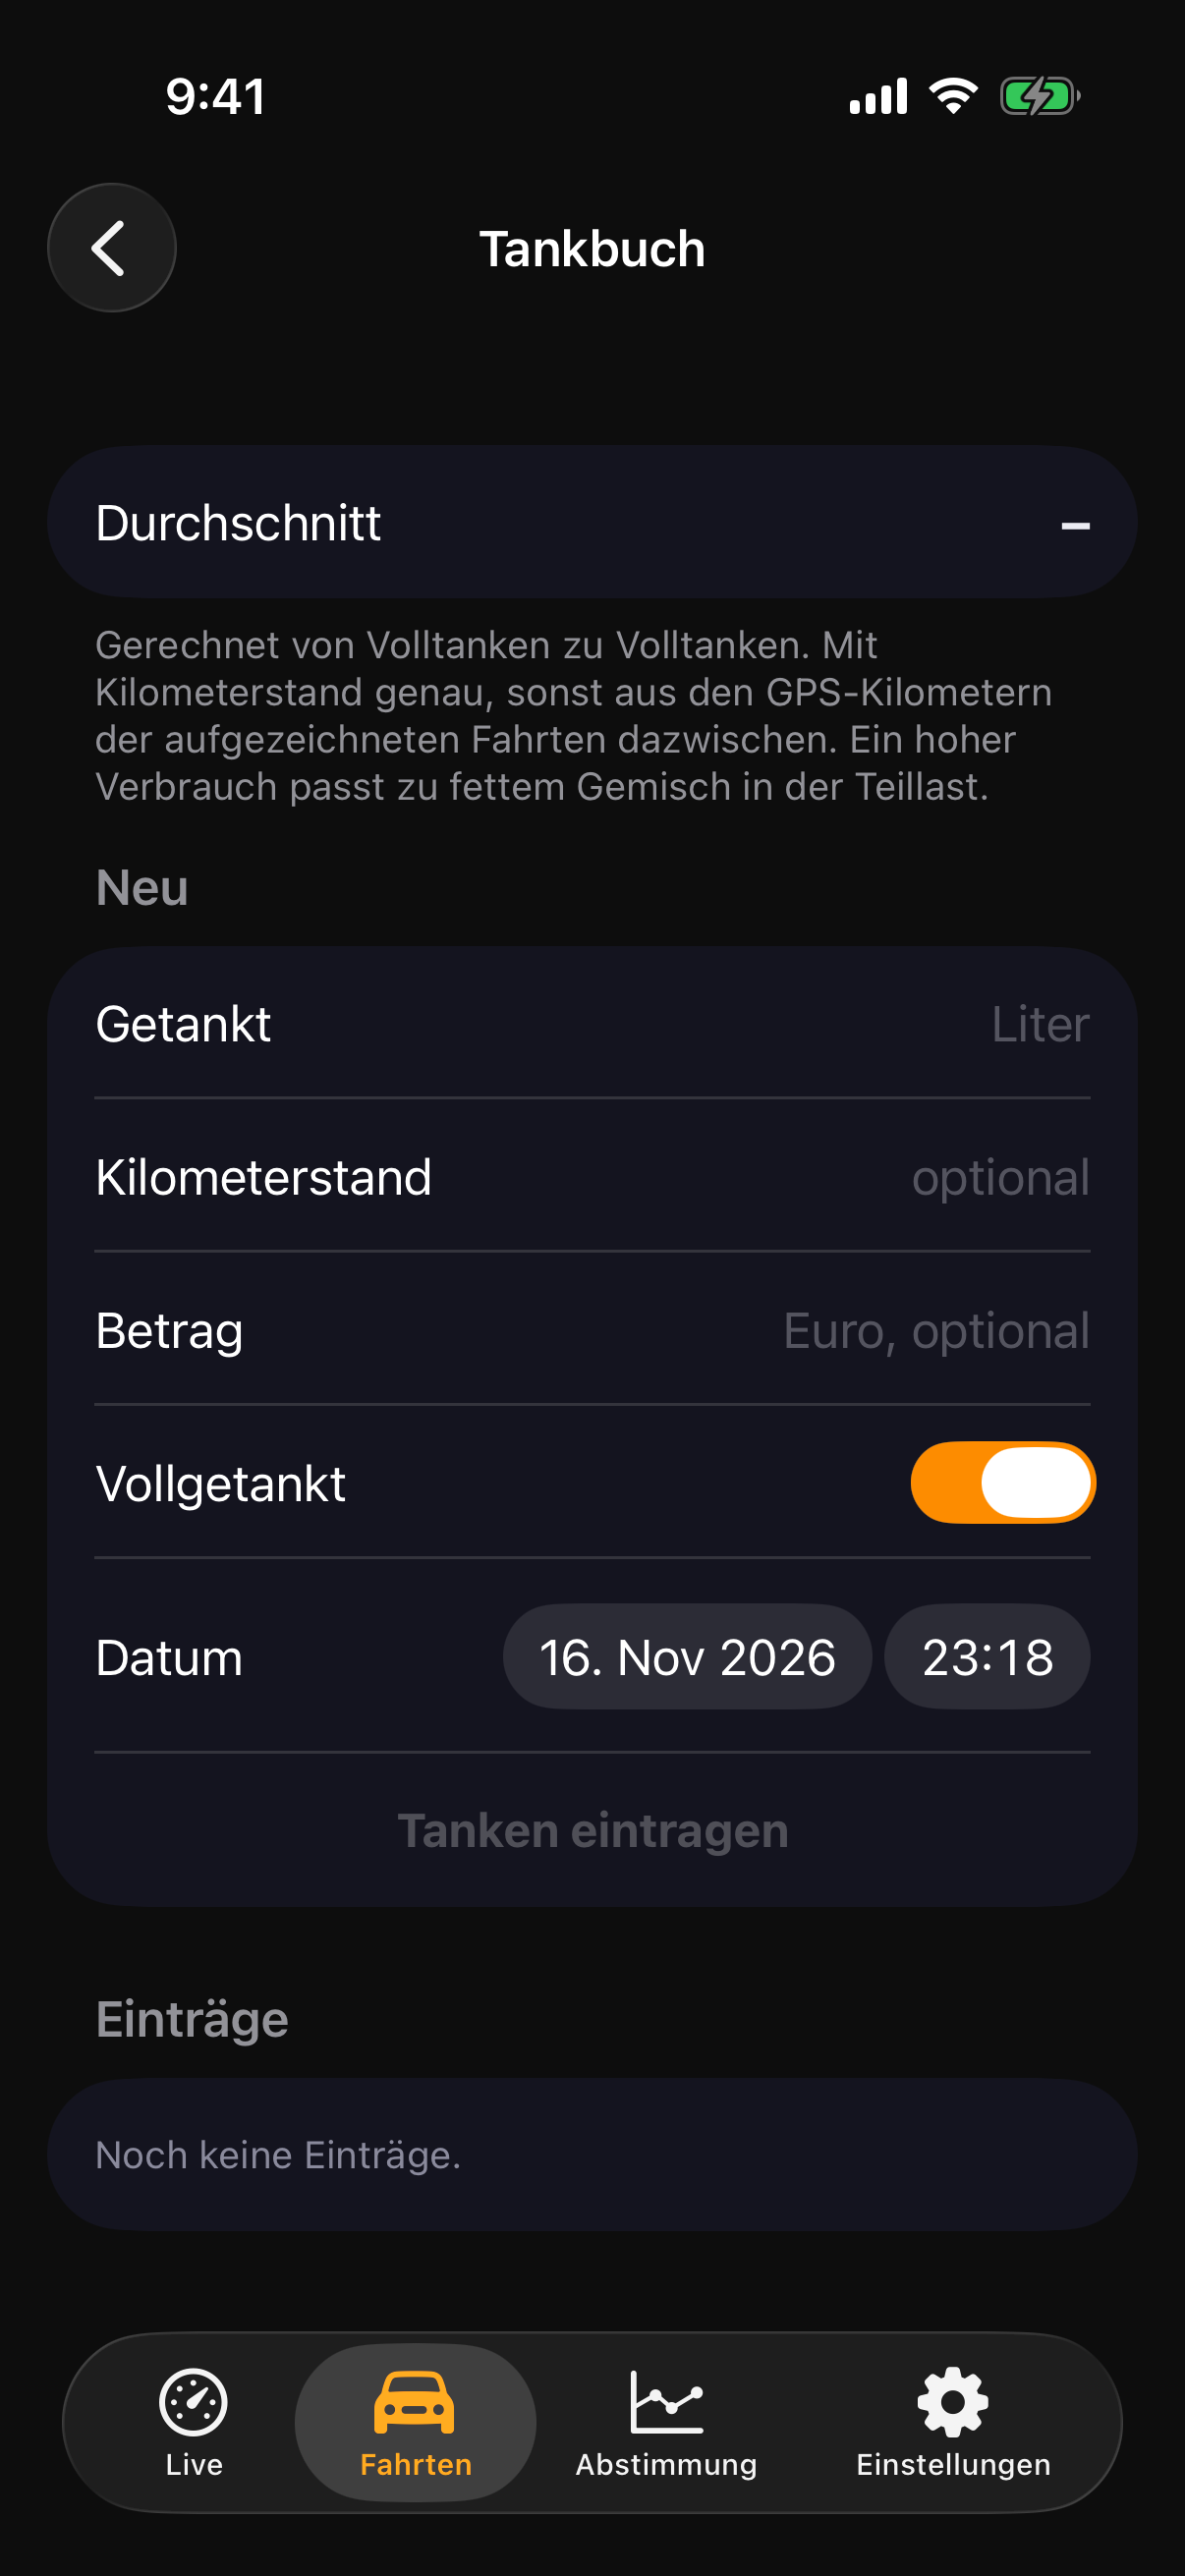 9:41
Tankbuch
Durchschnitt –
Gerechnet von Volltanken zu Volltanken. Mit
Kilometerstand genau, sonst aus den GPS-Kilometern
der aufgezeichneten Fahrten dazwischen. Ein hoher
Verbrauch passt zu fettem Gemisch in der Teillast.
Neu
Getankt Liter
Kilometerstand optional
Betrag Euro, optional
Vollgetankt
Datum 16. Nov 2026 23:18
Tanken eintragen
Einträge
Noch keine Einträge.
Live Fahrten Abstimmung Einstellungen